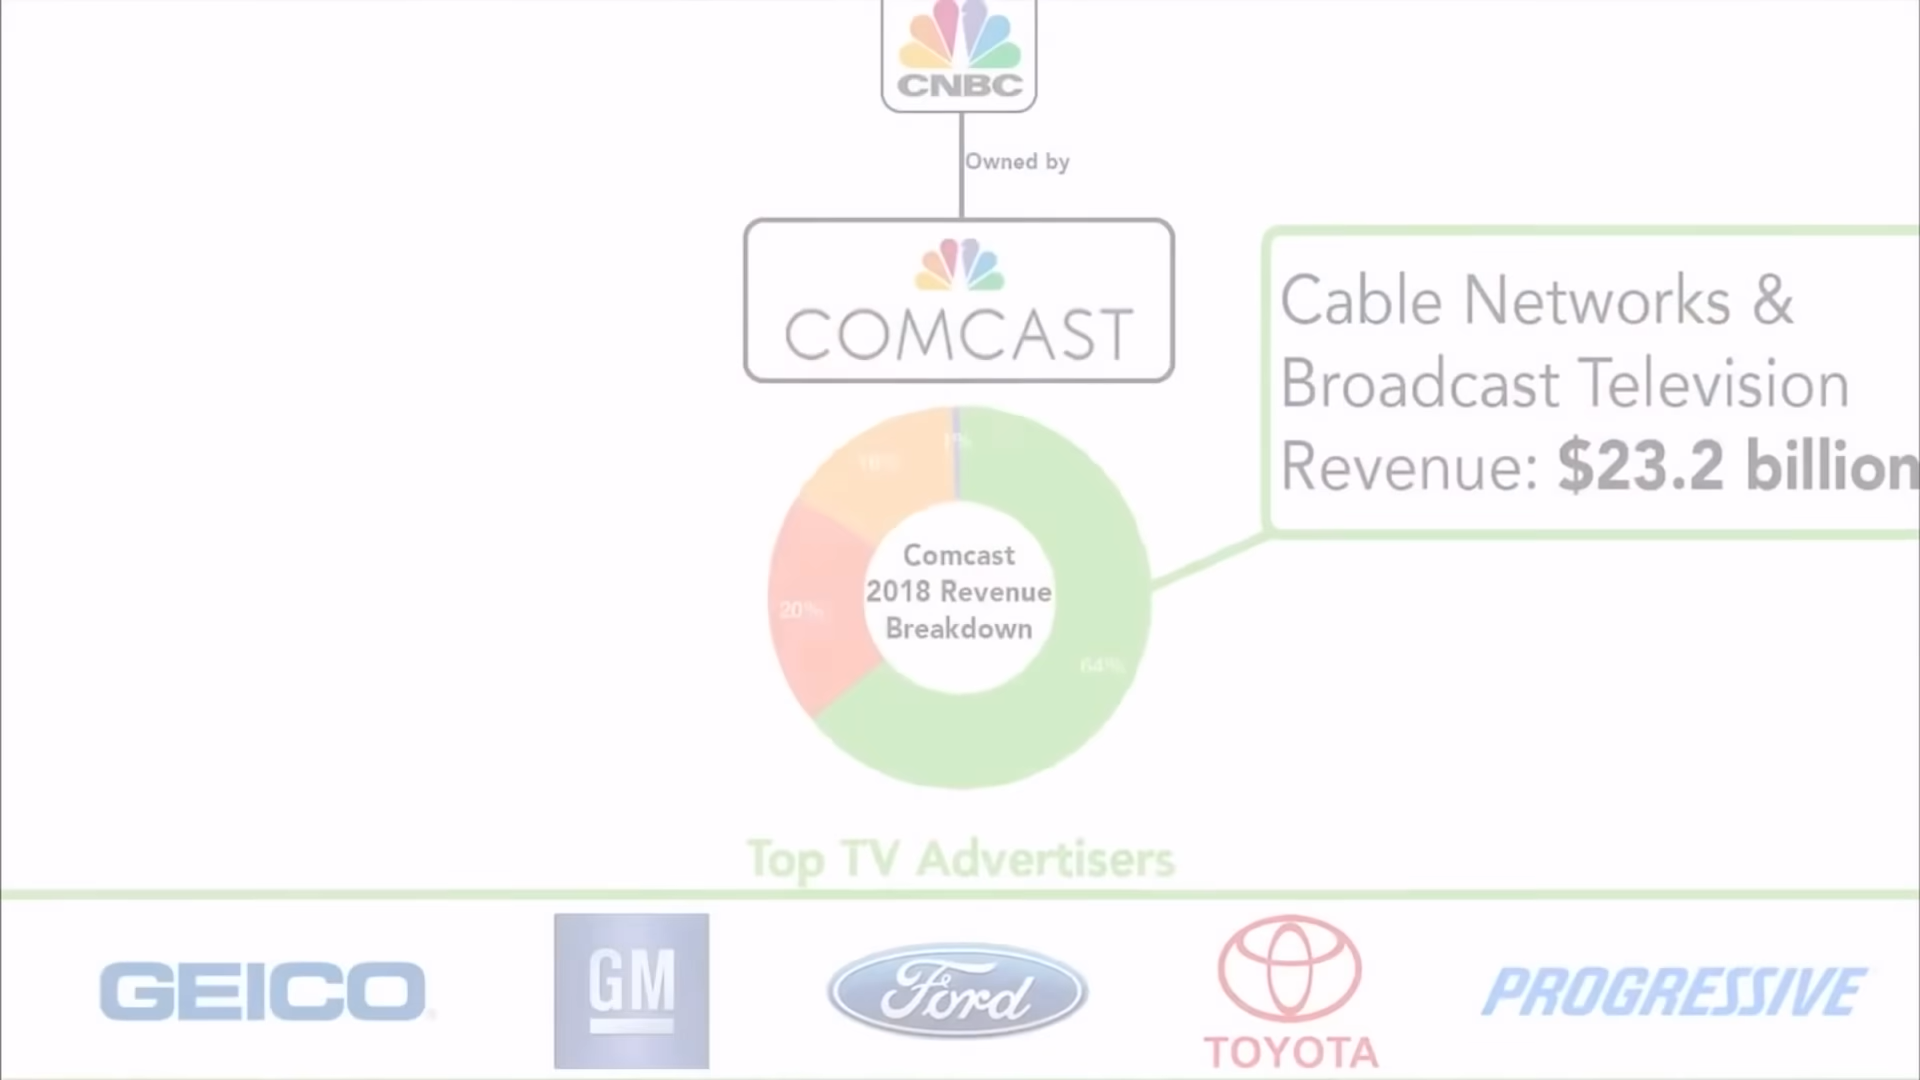 CNBC
Owned by
COMCAST
Cable Networks &
Broadcast Television
Revenue: $23.2 billion
1%
20%
64%
Comcast
2018 Revenue
Breakdown
Top TV Advertisers
GEICO
GM
Ford
TOYOTA
PROGRESSIVE